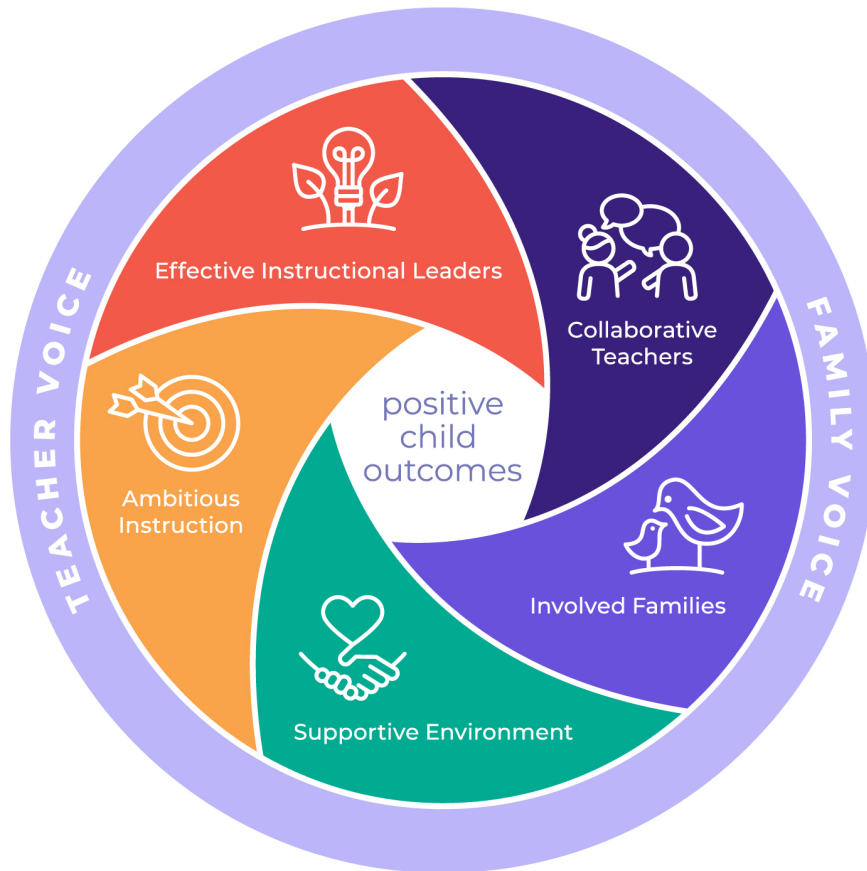 Effective Instructional Leaders
Collaborative
Teachers
TEACHER VOICE
FAMILY VOICE
positive
child
outcomes
Ambitious
Instruction
Involved Families
Supportive Environment